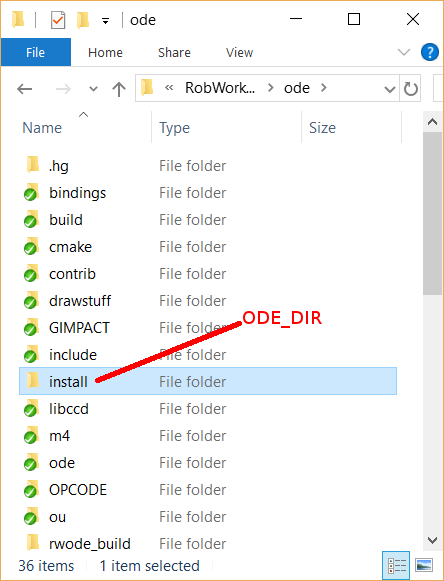 ode
File Home Share View
« RobWork... > ode >
Name Type Size
.hg File folder
bindings File folder
build File folder
cmake File folder
contrib File folder
drawstuff File folder
GIMPACT File folder
ODE_DIR
include File folder
install File folder
libccd File folder
m4 File folder
ode File folder
OPCODE File folder
ou File folder
rwode_build File folder
36 items 1 item selected